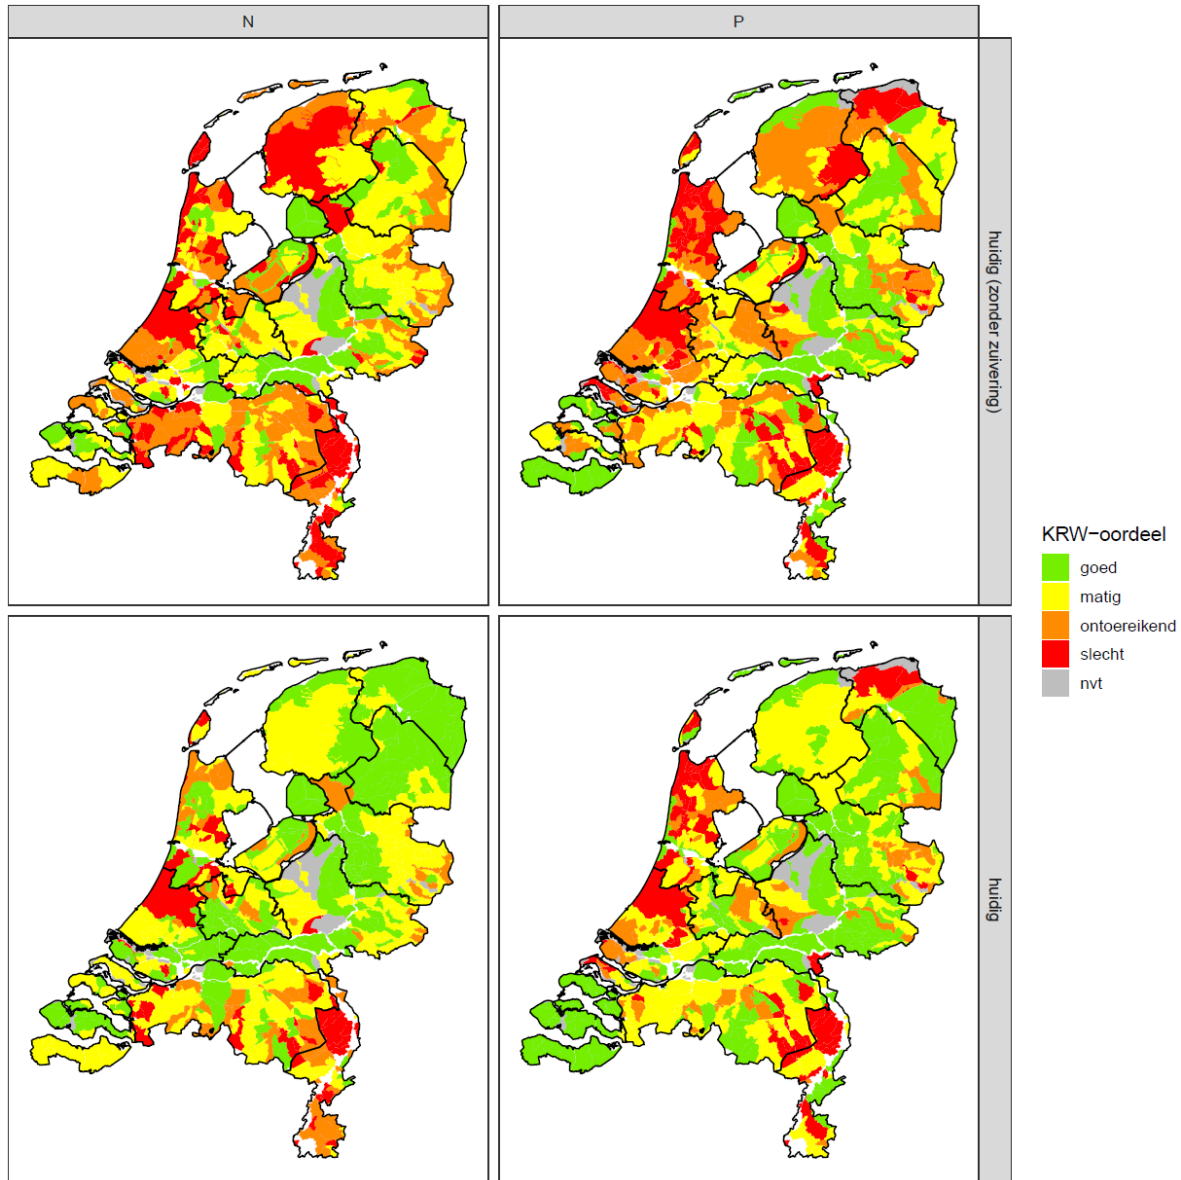 N
P
huidig (zonder zuivering)
huidig
KRW-oordeel
goed
matig
ontoereikend
slecht
nvt